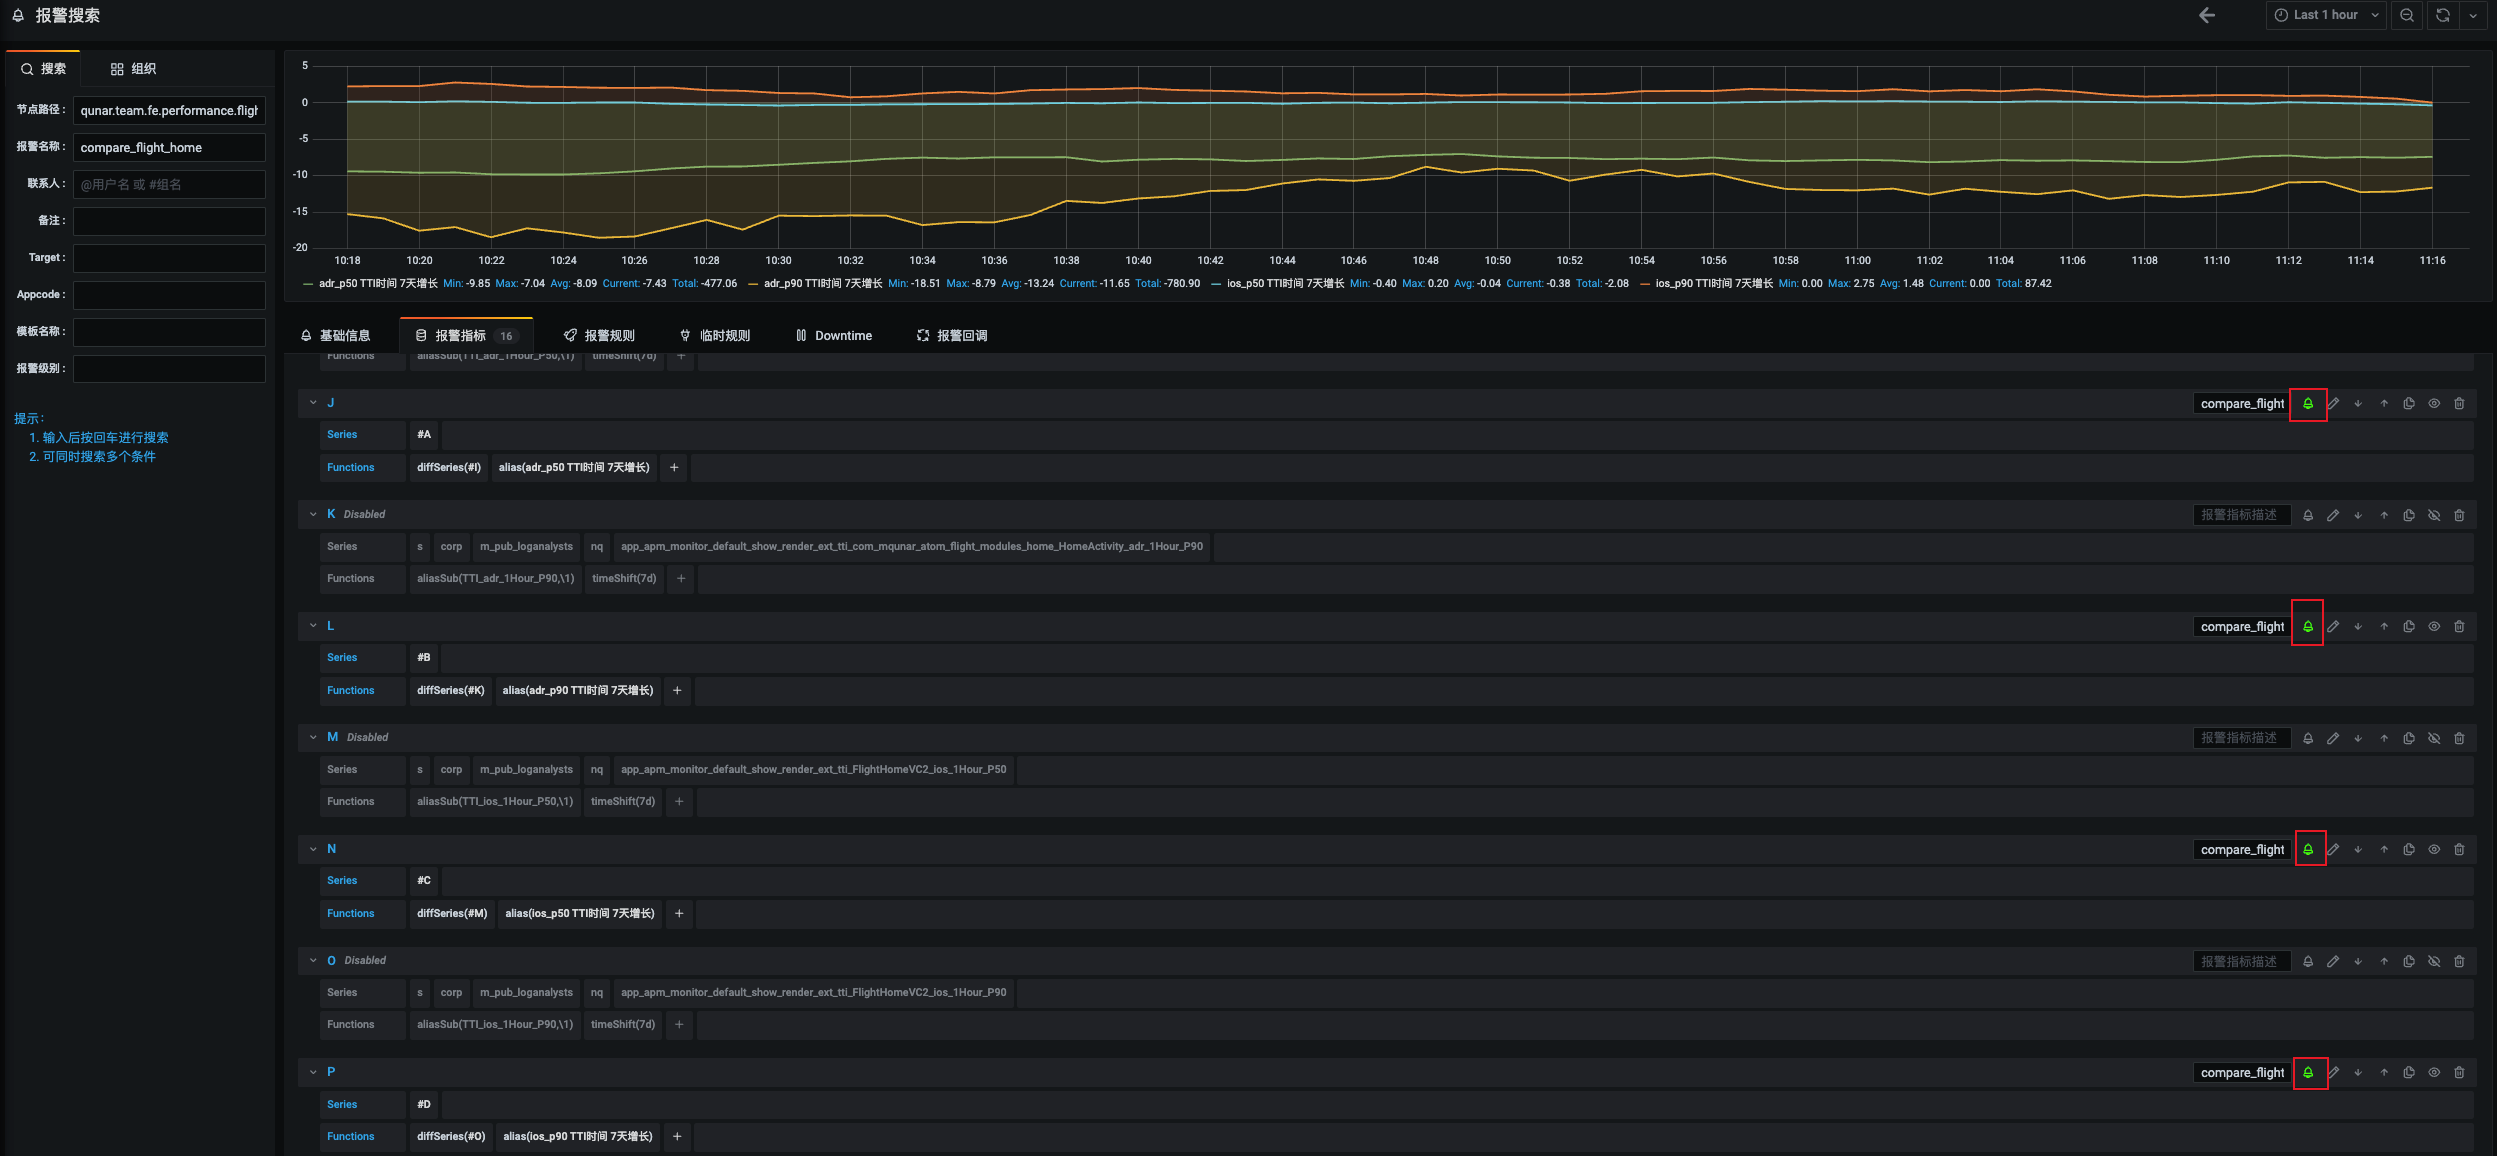 报警搜索
Last 1 hour
搜索
组织
节点路径：
qunar.team.fe.performance.fligh
报警名称：
compare_flight_home
联系人：
@用户名 或 #组名
备注：
Target：
Appcode：
模板名称：
报警级别：
提示：
1. 输入后按回车进行搜索
2. 可同时搜索多个条件
5
0
-5
-10
-15
-20
10:18 10:20 10:22 10:24 10:26 10:28 10:30 10:32 10:34 10:36 10:38 10:40 10:42 10:44 10:46 10:48 10:50 10:52 10:54 10:56 10:58 11:00 11:02 11:04 11:06 11:08 11:10 11:12 11:14 11:16
adr_p50 TTI时间 7天增长 Min: -9.85 Max: -7.04 Avg: -8.09 Current: -7.43 Total: -477.06 adr_p90 TTI时间 7天增长 Min: -18.51 Max: -8.79 Avg: -13.24 Current: -11.65 Total: -780.90 ios_p50 TTI时间 7天增长 Min: -0.40 Max: 0.20 Avg: -0.04 Current: -0.38 Total: -2.08 ios_p90 TTI时间 7天增长 Min: 0.00 Max: 2.75 Avg: 1.48 Current: 0.00 Total: 87.42
基础信息 报警指标 16 报警规则 临时规则 Downtime 报警回调
Functions aliasSub(TTI_adr_1Hour_P50,\1) timeShift(7d) +
J compare_flight
Series #A
Functions diffSeries(#I) alias(adr_p50 TTI时间 7天增长) +
K Disabled 报警指标描述
Series s corp m_pub_loganalysts nq app_apm_monitor_default_show_render_ext_tti_com_mqunar_atom_flight_modules_home_HomeActivity_adr_1Hour_P90
Functions aliasSub(TTI_adr_1Hour_P90,\1) timeShift(7d) +
L compare_flight
Series #B
Functions diffSeries(#K) alias(adr_p90 TTI时间 7天增长) +
M Disabled 报警指标描述
Series s corp m_pub_loganalysts nq app_apm_monitor_default_show_render_ext_tti_FlightHomeVC2_ios_1Hour_P50
Functions aliasSub(TTI_ios_1Hour_P50,\1) timeShift(7d) +
N compare_flight
Series #C
Functions diffSeries(#M) alias(ios_p50 TTI时间 7天增长) +
O Disabled 报警指标描述
Series s corp m_pub_loganalysts nq app_apm_monitor_default_show_render_ext_tti_FlightHomeVC2_ios_1Hour_P90
Functions aliasSub(TTI_ios_1Hour_P90,\1) timeShift(7d) +
P compare_flight
Series #D
Functions diffSeries(#O) alias(ios_p90 TTI时间 7天增长) +